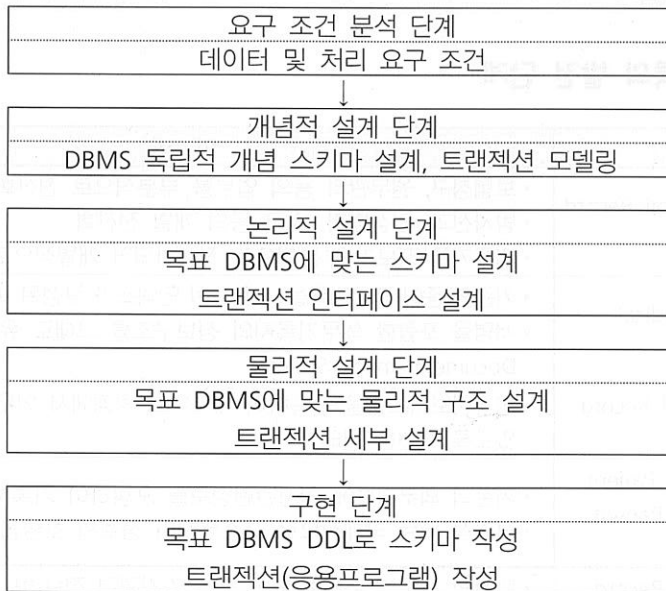 요구 조건 분석 단계
데이터 및 처리 요구 조건
↓
개념적 설계 단계
DBMS 독립적 개념 스키마 설계, 트랜젝션 모델링
↓
논리적 설계 단계
목표 DBMS에 맞는 스키마 설계
트랜젝션 인터페이스 설계
↓
물리적 설계 단계
목표 DBMS에 맞는 물리적 구조 설계
트랜젝션 세부 설계
↓
구현 단계
목표 DBMS DDL로 스키마 작성
트랜젝션(응용프로그램) 작성